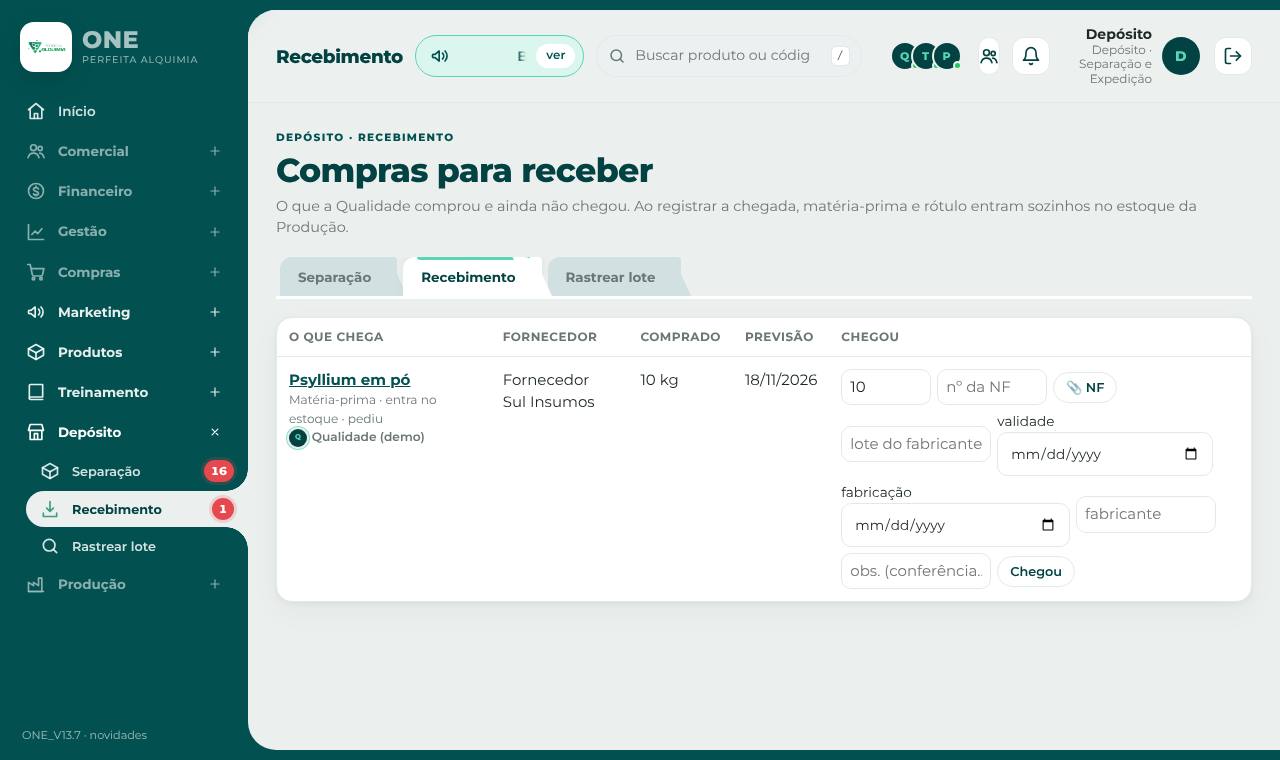 ONE
PERFEITA ALQUIMIA
Início
Comercial
Financeiro
Gestão
Compras
Marketing
Produtos
Treinamento
Depósito
Separação
16
Recebimento
1
Rastrear lote
Produção
ONE_V13.7 · novidades
Recebimento
ver
Buscar produto ou códig
/
Q
T
P
Depósito
Depósito ·
Separação e
Expedição
D
DEPÓSITO · RECEBIMENTO
Compras para receber
O que a Qualidade comprou e ainda não chegou. Ao registrar a chegada, matéria-prima e rótulo entram sozinhos no estoque da
Produção.
Separação
Recebimento
Rastrear lote
O QUE CHEGA
FORNECEDOR
COMPRADO
PREVISÃO
CHEGOU
Psyllium em pó
Matéria-prima · entra no
estoque · pediu
Q
Qualidade (demo)
Fornecedor
Sul Insumos
10 kg
18/11/2026
10
nº da NF
NF
lote do fabricante
validade
mm/dd/yyyy
fabricação
mm/dd/yyyy
fabricante
obs. (conferência..
Chegou